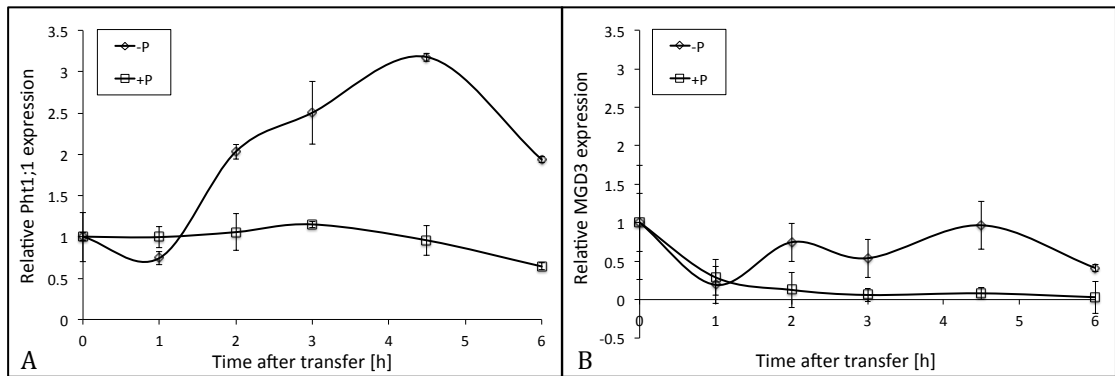 3.5
3
2.5
2
1.5
1
0.5
0
-P
+P
Relative Pht1;1 expression
0 1 2 3 4 5 6
Time after transfer [h]
A
3.5
3
2.5
2
1.5
1
0.5
0
-0.5
-P
+P
Relative MGD3 expression
0 1 2 3 4 5 6
Time after transfer [h]
B